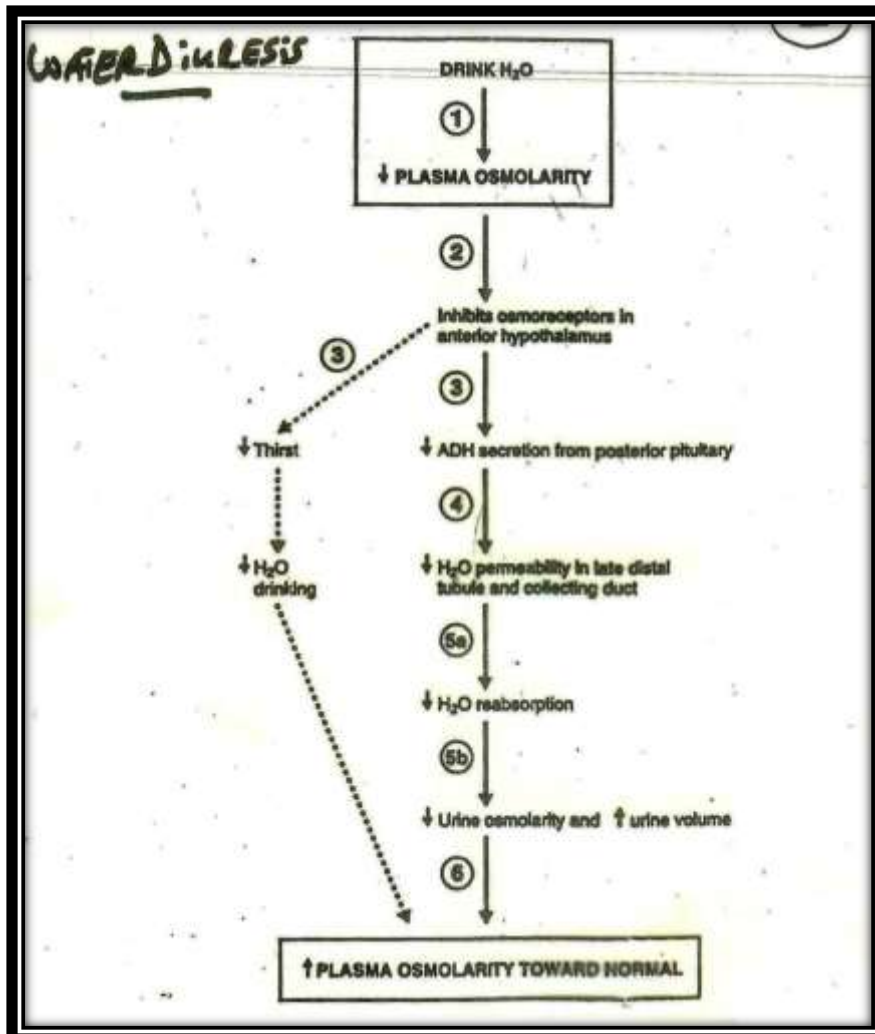 WATER DIURESIS
DRINK H₂O
①
↓ PLASMA OSMOLARITY
②
Inhibits osmoreceptors in
anterior hypothalamus
③
③
↓ Thirst
↓ ADH secretion from posterior pituitary
④
↓ H₂O
drinking
↓ H₂O permeability in late distal
tubule and collecting duct
5a
↓ H₂O reabsorption
5b
↓ Urine osmolarity and ↑ urine volume
⑥
↑ PLASMA OSMOLARITY TOWARD NORMAL